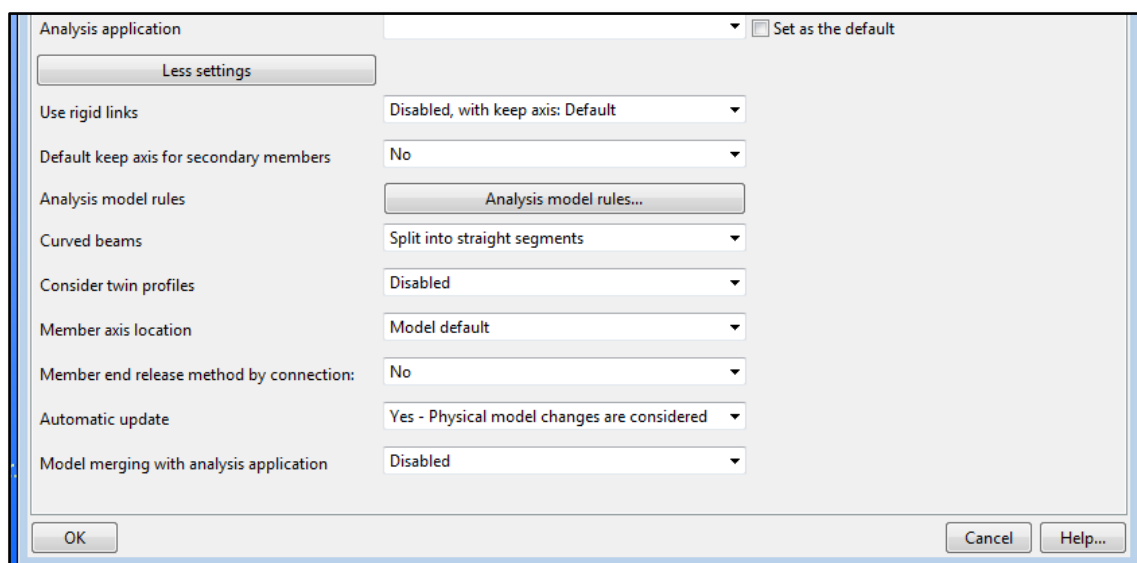 Analysis application
Set as the default
Less settings
Use rigid links Disabled, with keep axis: Default
Default keep axis for secondary members No
Analysis model rules Analysis model rules...
Curved beams Split into straight segments
Consider twin profiles Disabled
Member axis location Model default
Member end release method by connection: No
Automatic update Yes - Physical model changes are considered
Model merging with analysis application Disabled
OK Cancel Help...